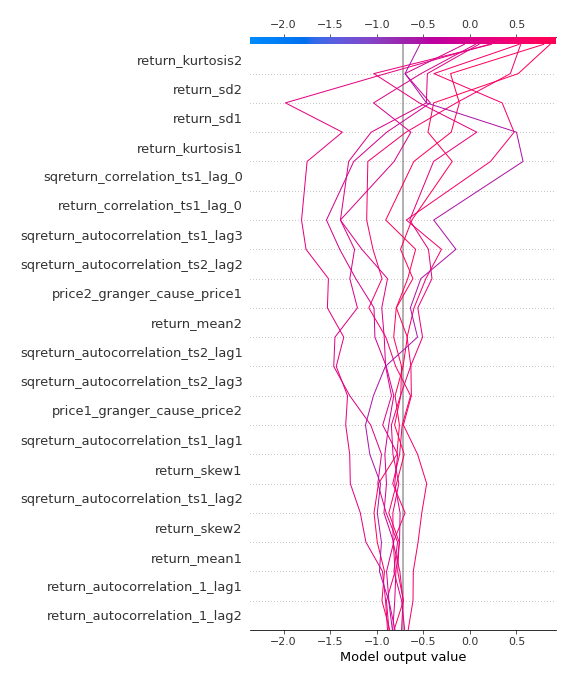 −2.0 −1.5 −1.0 −0.5 0.0 0.5
return_kurtosis2
return_sd2
return_sd1
return_kurtosis1
sqreturn_correlation_ts1_lag_0
return_correlation_ts1_lag_0
sqreturn_autocorrelation_ts1_lag3
sqreturn_autocorrelation_ts2_lag2
price2_granger_cause_price1
return_mean2
sqreturn_autocorrelation_ts2_lag1
sqreturn_autocorrelation_ts2_lag3
price1_granger_cause_price2
sqreturn_autocorrelation_ts1_lag1
return_skew1
sqreturn_autocorrelation_ts1_lag2
return_skew2
return_mean1
return_autocorrelation_1_lag1
return_autocorrelation_1_lag2
−2.0 −1.5 −1.0 −0.5 0.0 0.5
Model output value